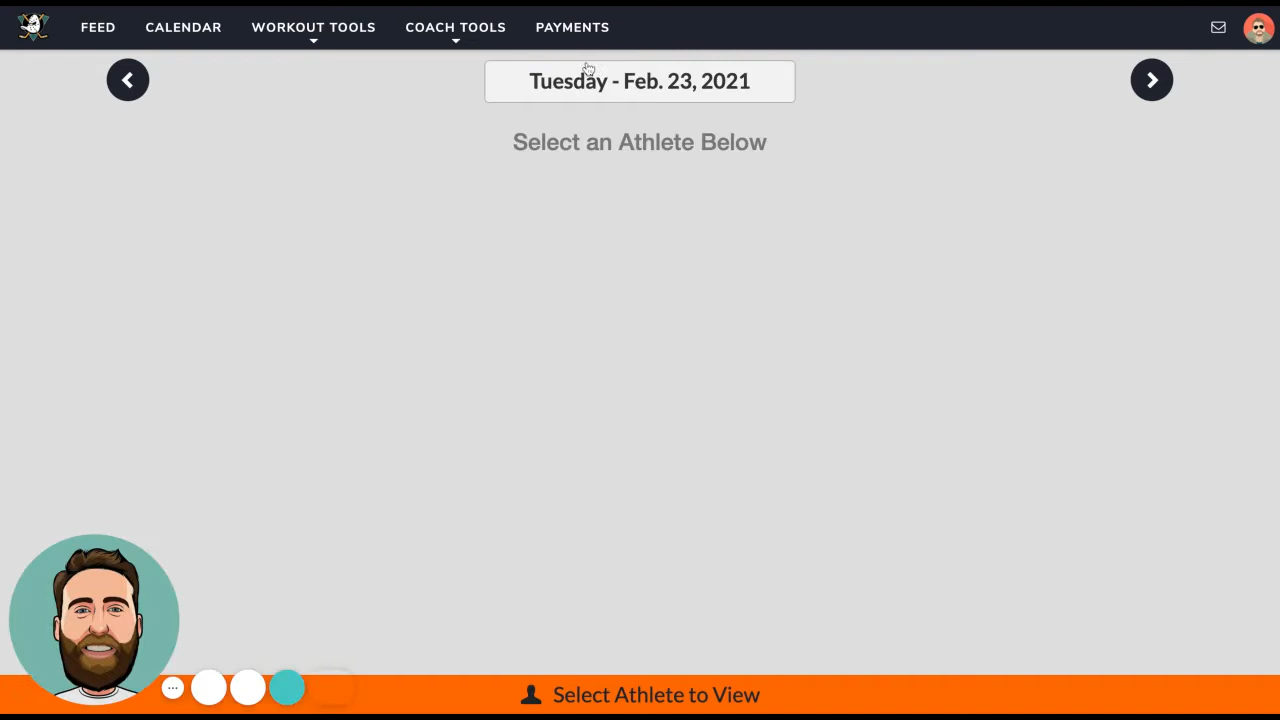 FEED CALENDAR WORKOUT TOOLS COACH TOOLS PAYMENTS
Tuesday - Feb. 23, 2021
Select an Athlete Below
Select Athlete to View